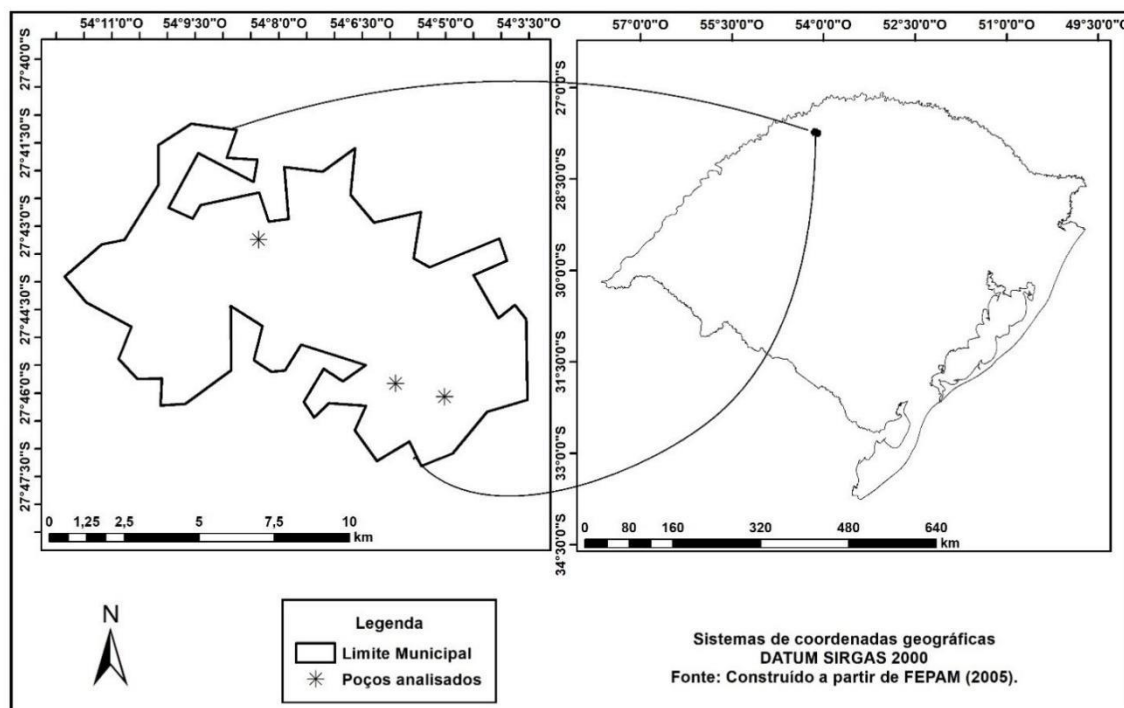 54°11'0"O 54°9'30"O 54°8'0"O 54°6'30"O 54°5'0"O 54°3'30"O
57°0'0"O 55°30'0"O 54°0'0"O 52°30'0"O 51°0'0"O 49°30'0"O
27°40'0"S
27°41'30"S
27°43'0"S
27°44'30"S
27°46'0"S
27°47'30"S
27°0'0"S
28°30'0"S
30°0'0"S
31°30'0"S
33°0'0"S
34°30'0"S
0 1,25 2,5 5 7,5 10
km
0 80 160 320 480 640
km
N
Legenda
Limite Municipal
Poços analisados
Sistemas de coordenadas geográficas
DATUM SIRGAS 2000
Fonte: Construído a partir de FEPAM (2005).